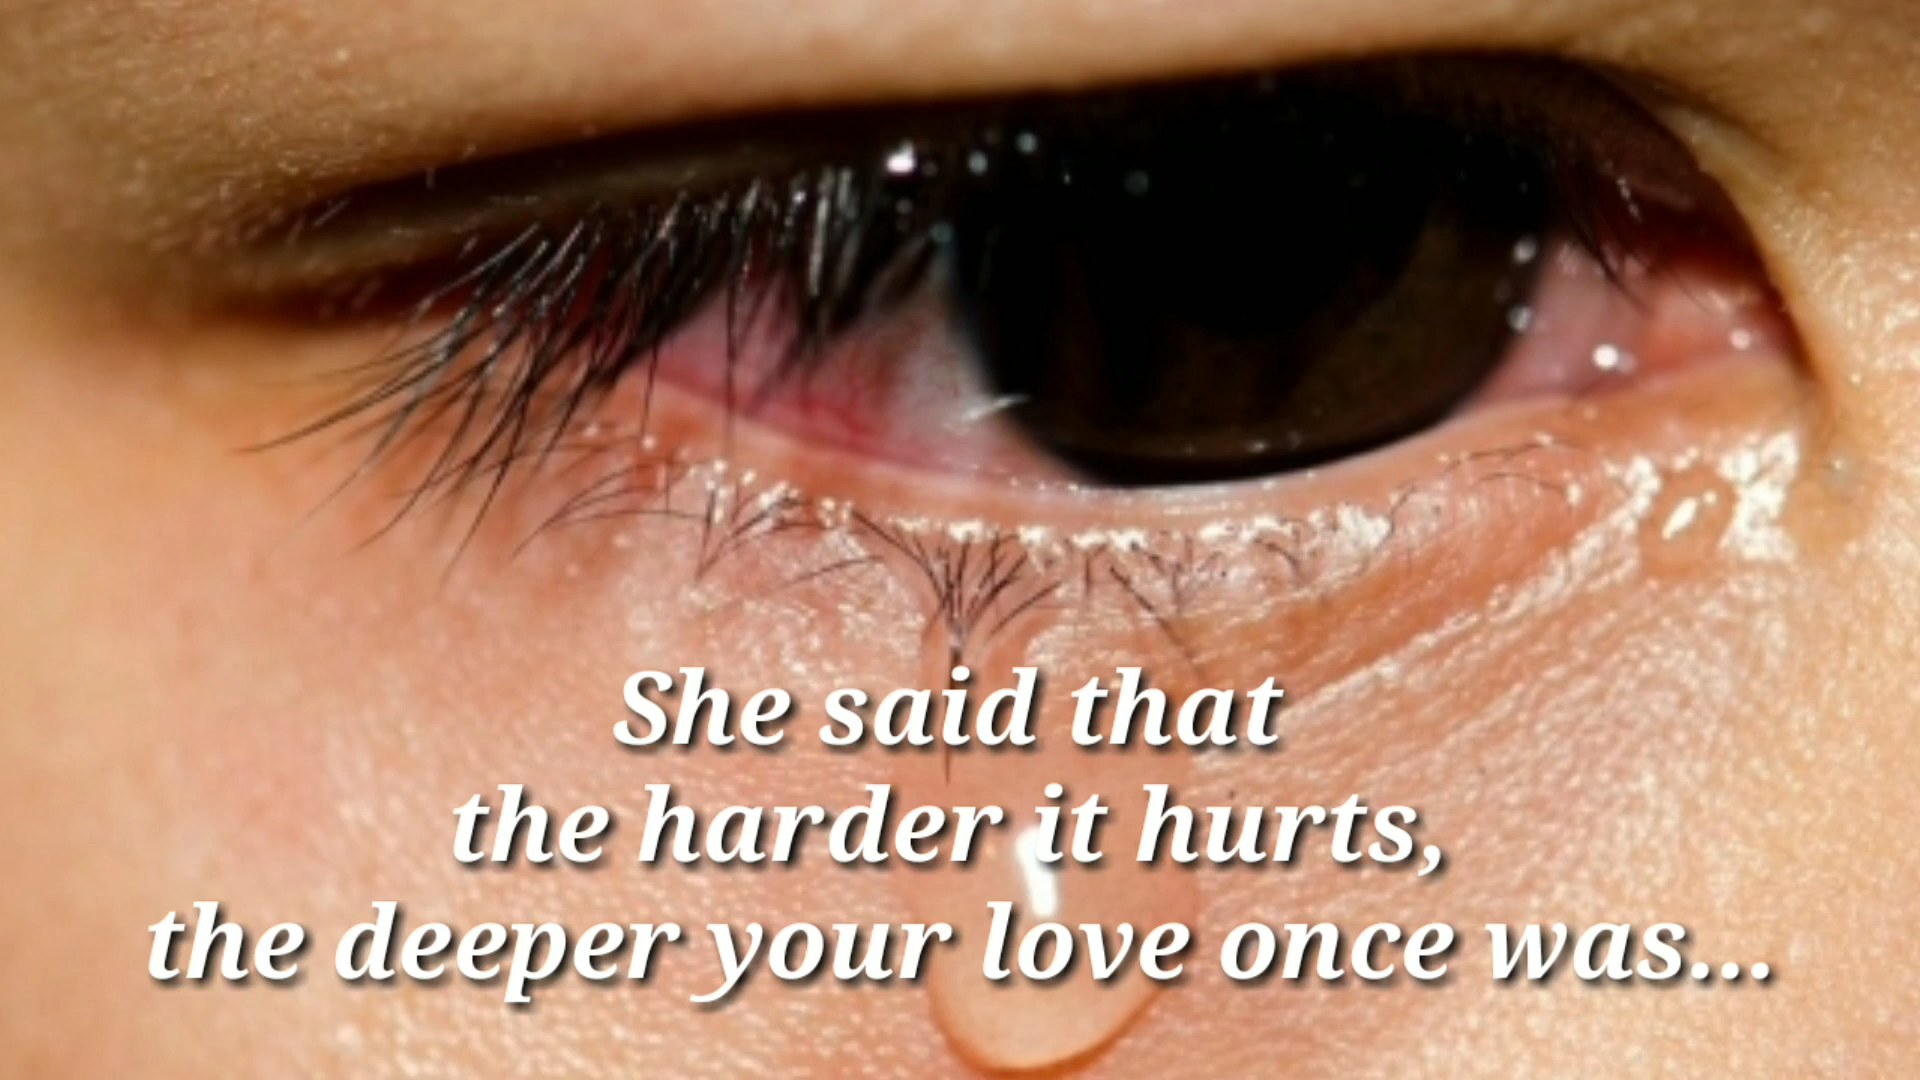 She said that
the harder it hurts,
the deeper your love once was...